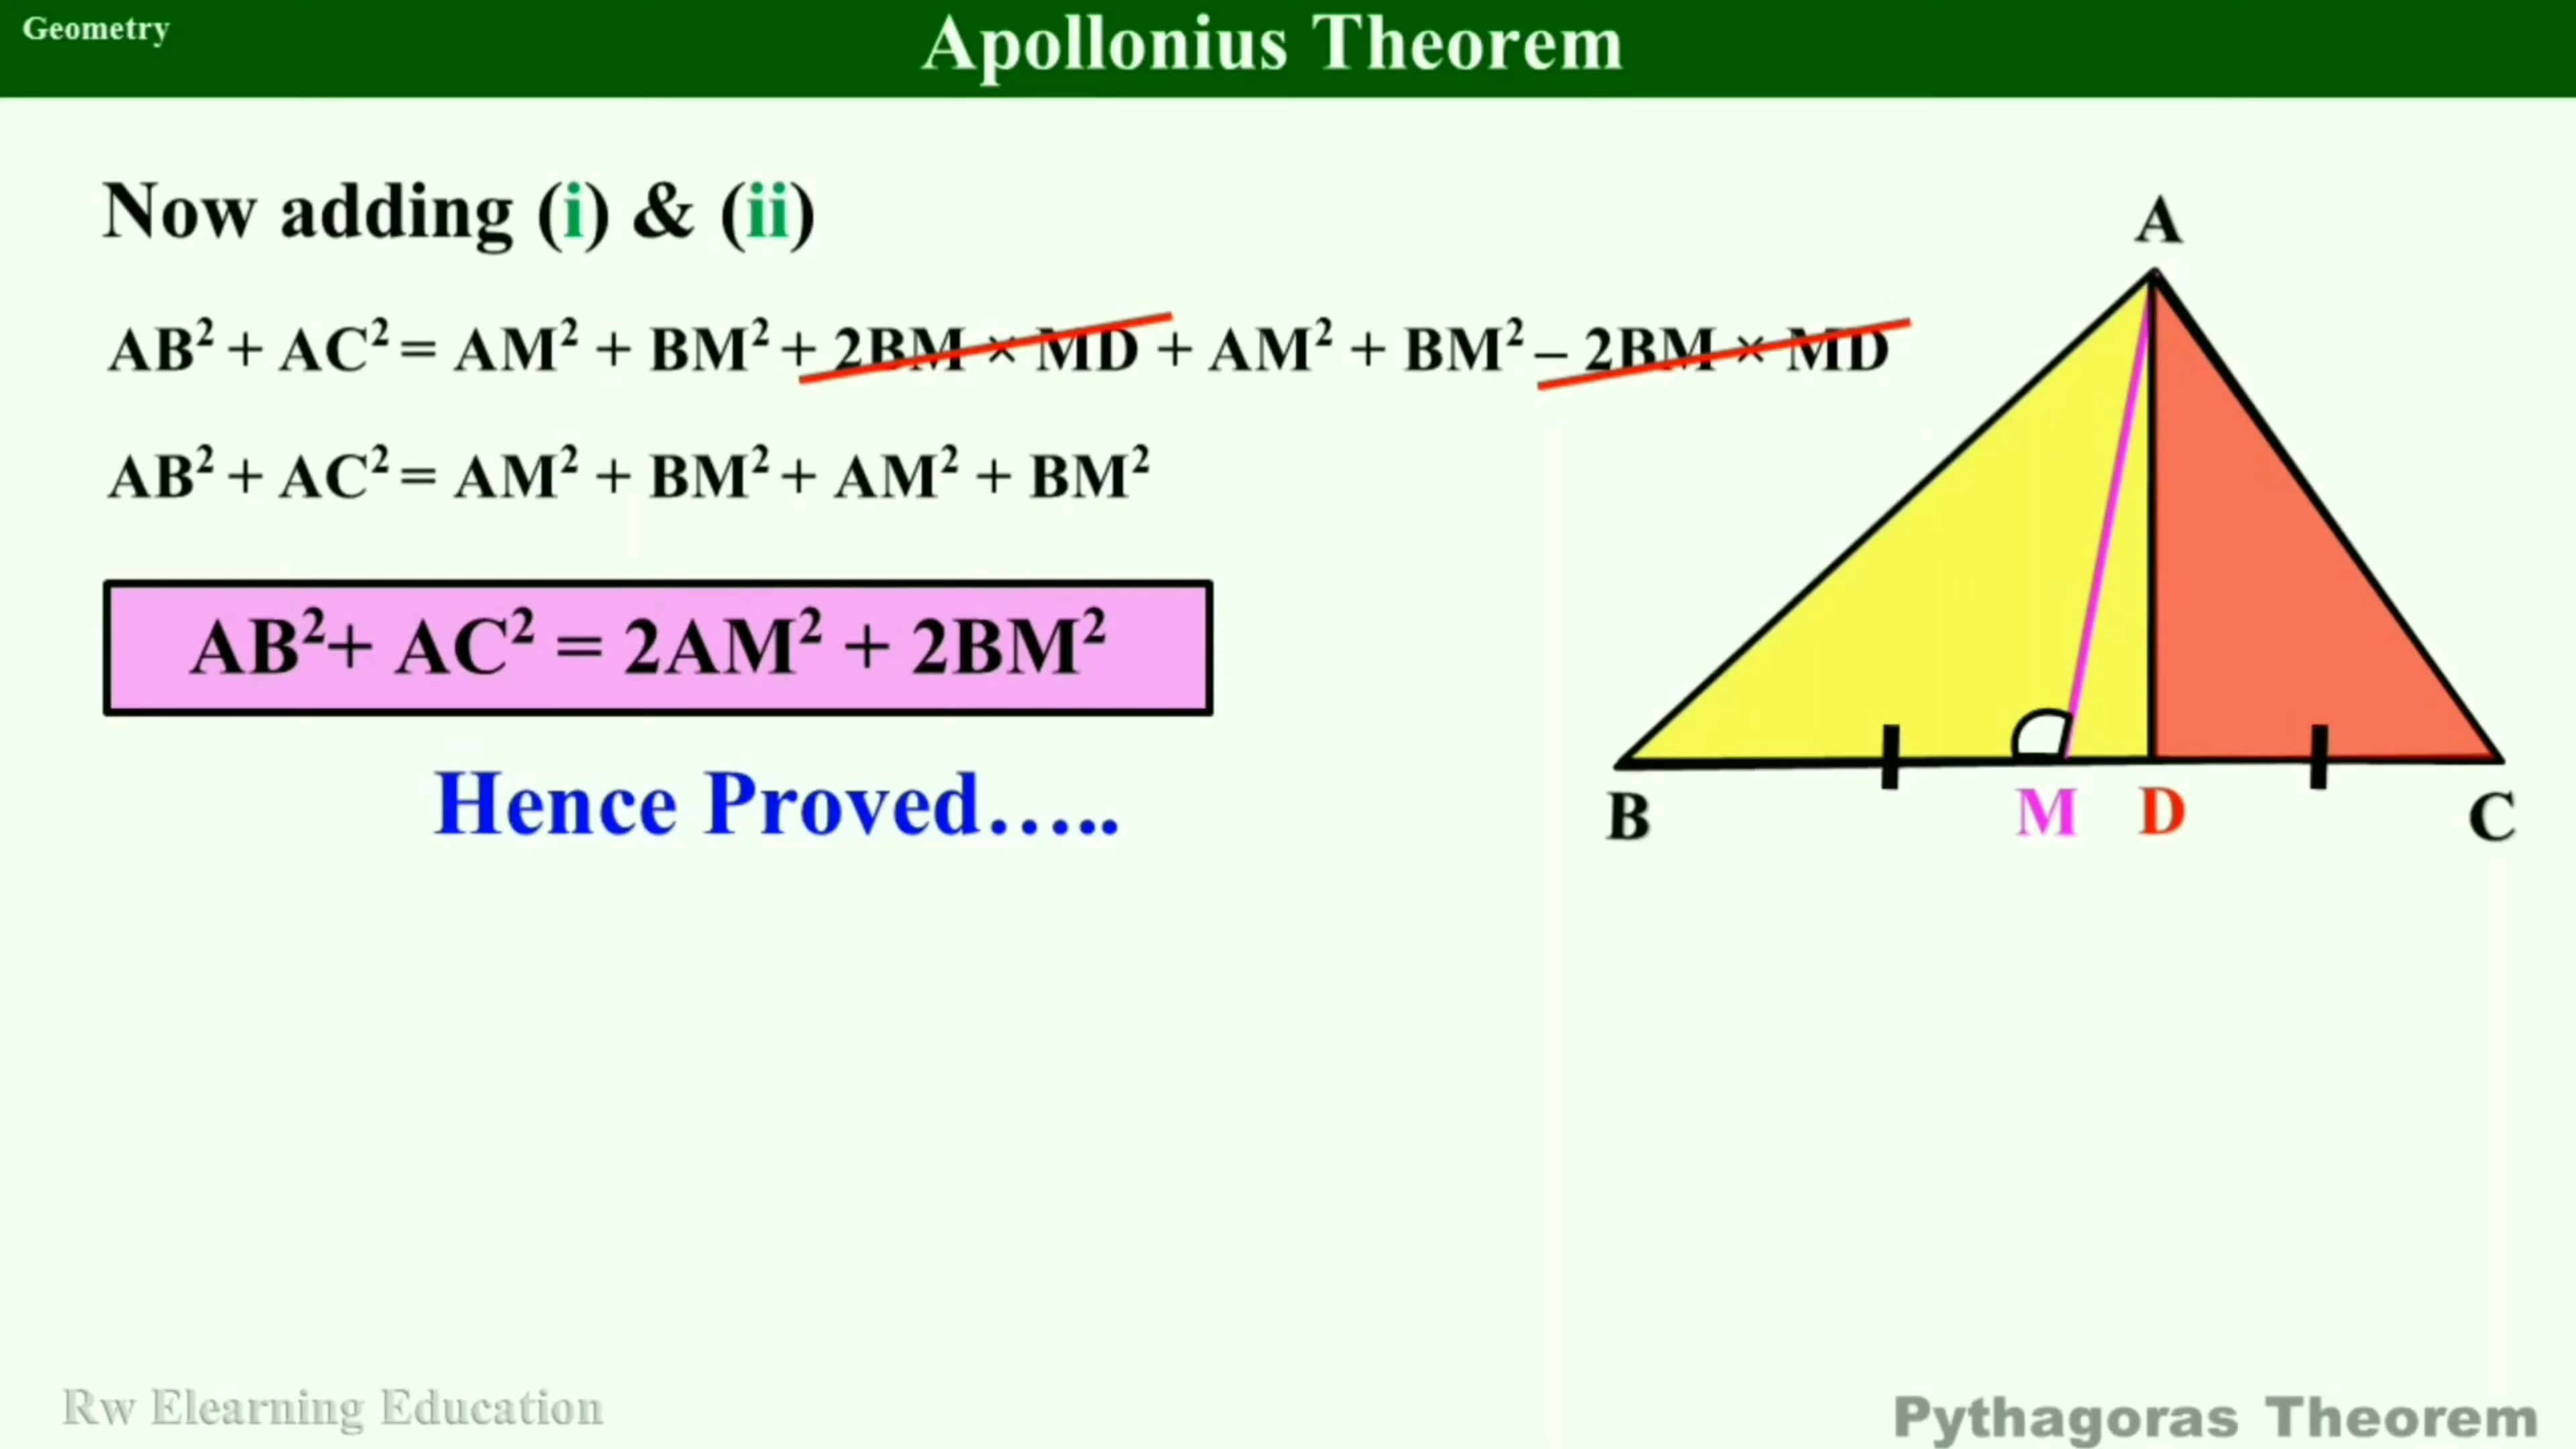 Geometry
Apollonius Theorem
Now adding (i) & (ii)
AB² + AC² = AM² + BM² + 2BM × MD + AM² + BM² – 2BM × MD
AB² + AC² = AM² + BM² + AM² + BM²
AB²+ AC² = 2AM² + 2BM²
Hence Proved…..
A
B
M
D
C
Rw Elearning Education
Pythagoras Theorem